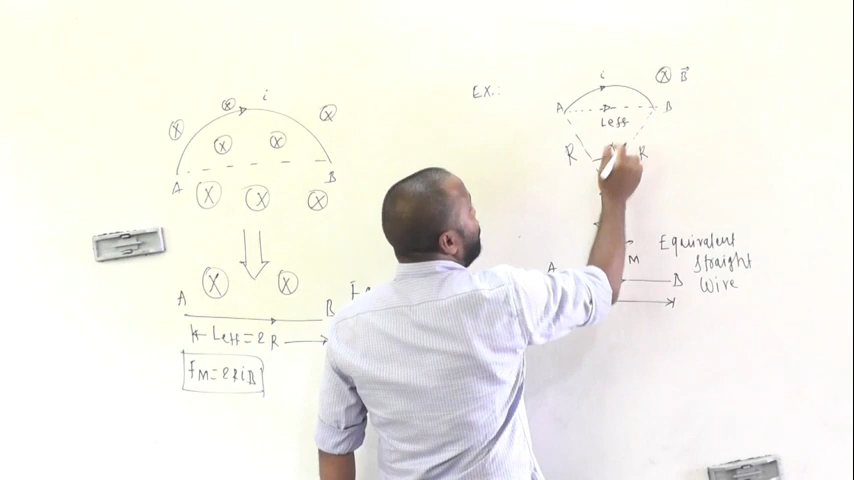 i
A
B
A
B
Leff = 2R
FM = 2RiB
EX.:
i
B
A
B
Leff
R
R
M
Equivalent
straight
Wire
A
B